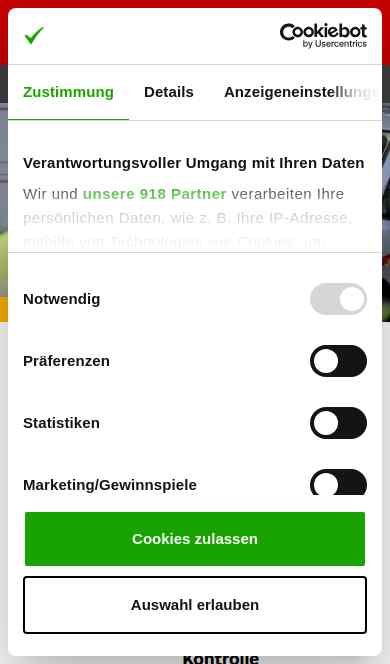 Cookiebot
by Usercentrics
Zustimmung
Details
Anzeigeneinstellunge
Verantwortungsvoller Umgang mit Ihren Daten
Wir und unsere 918 Partner verarbeiten Ihre
persönlichen Daten, wie z. B. Ihre IP-Adresse,
mithilfe von Technologien wie Cookies, um
Notwendig
Präferenzen
Statistiken
Marketing/Gewinnspiele
Cookies zulassen
Auswahl erlauben
Kontrolle